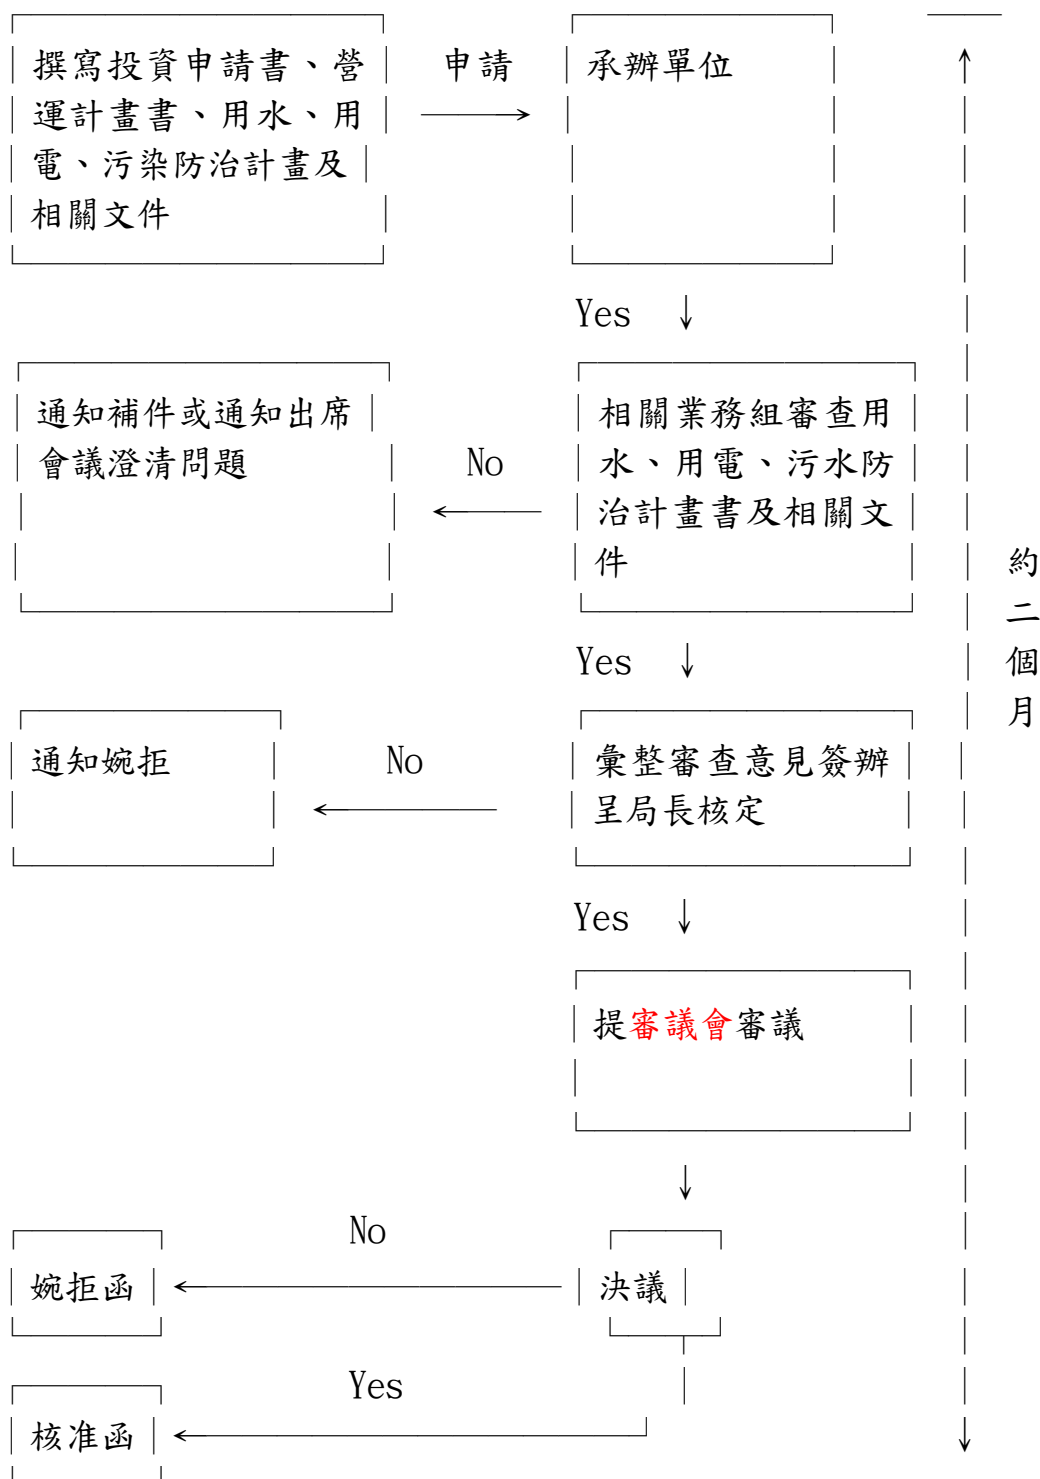 撰寫投資申請書、營
運計畫書、用水、用
電、污染防治計畫及
相關文件
申請
承辦單位
Yes
通知補件或通知出席
會議澄清問題
No
相關業務組審查用
水、用電、污水防
治計畫書及相關文
件
Yes
通知婉拒
No
彙整審查意見簽辦
呈局長核定
Yes
提審議會審議
No
婉拒函
決議
Yes
核准函
約
二
個
月